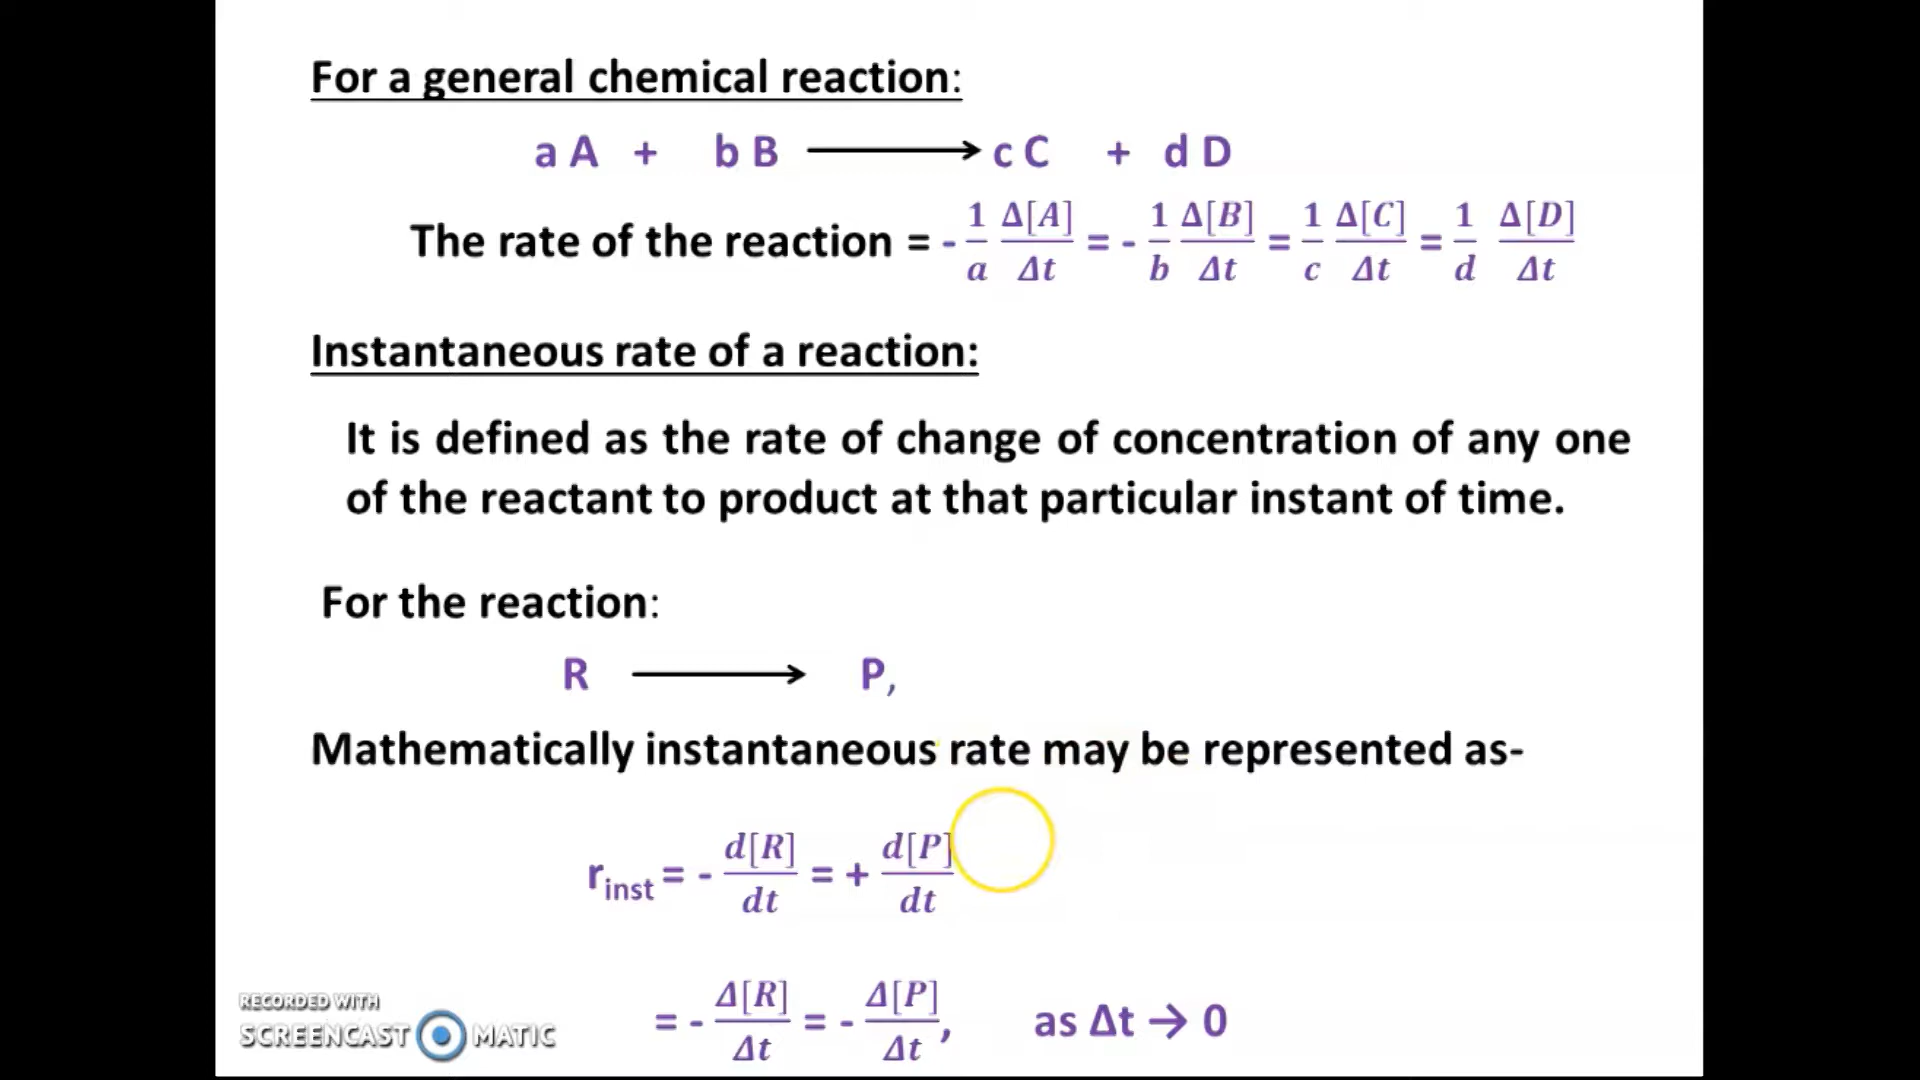 For a general chemical reaction:
a A + b B ⟶ c C + d D
The rate of the reaction = - 1/a Δ[A]/Δt = - 1/b Δ[B]/Δt = 1/c Δ[C]/Δt = 1/d Δ[D]/Δt
Instantaneous rate of a reaction:
It is defined as the rate of change of concentration of any one
of the reactant to product at that particular instant of time.
For the reaction:
R ⟶ P,
Mathematically instantaneous rate may be represented as-
r_inst = - d[R]/dt = + d[P]/dt
= - Δ[R]/Δt = - Δ[P]/Δt, as Δt → 0
RECORDED WITH
SCREENCAST MATIC